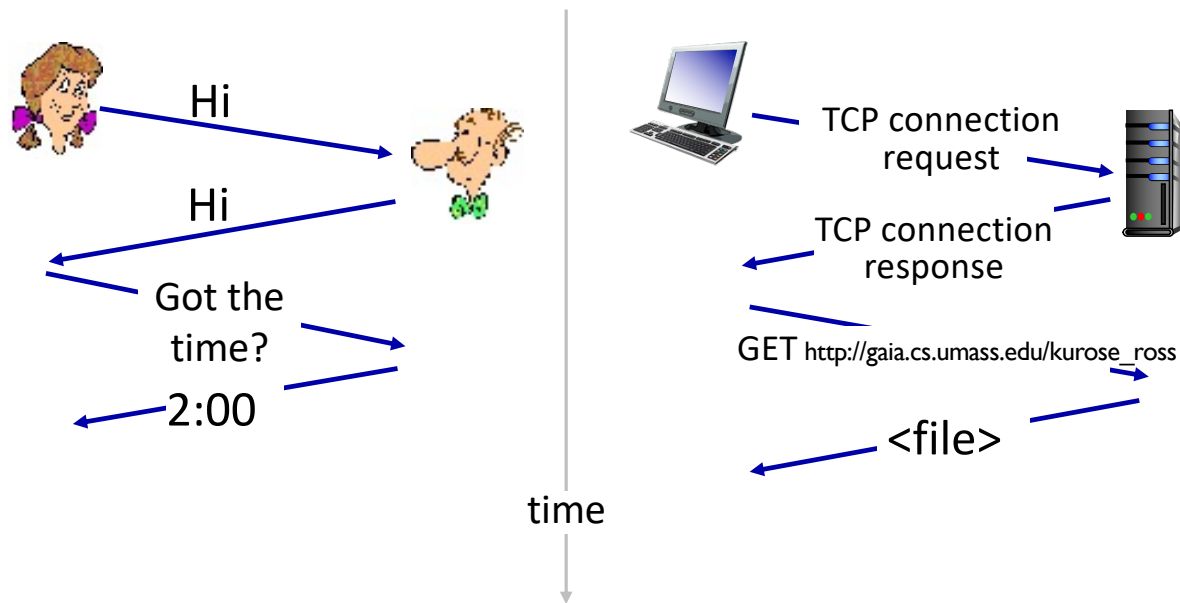 Hi
Hi
Got the
time?
2:00
time
TCP connection
request
TCP connection
response
GET http://gaia.cs.umass.edu/kurose_ross
<file>